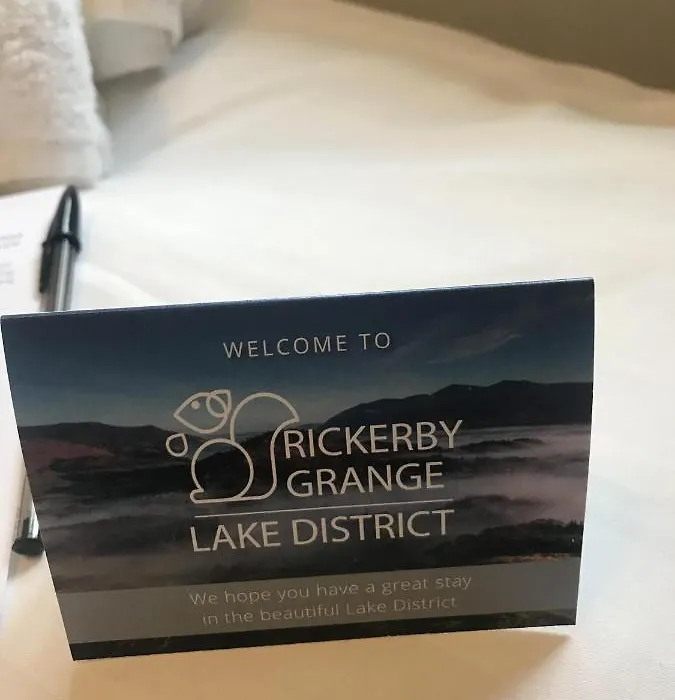 WELCOME TO
RICKERBY
GRANGE
LAKE DISTRICT
We hope you have a great stay
in the beautiful Lake District